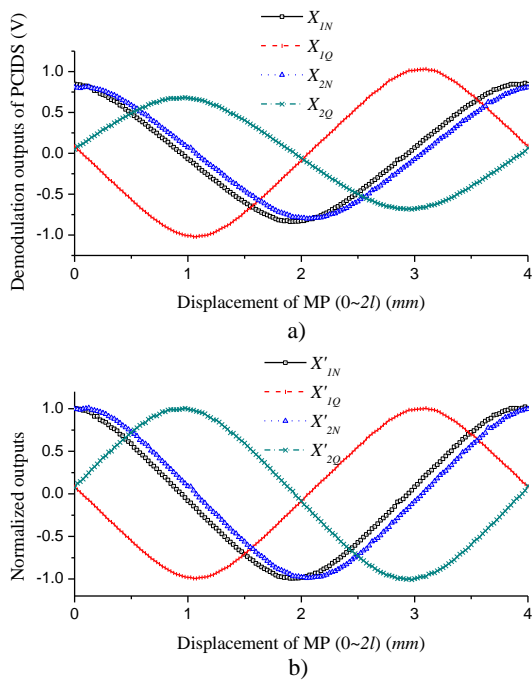 X1N
X1Q
X2N
X2Q
Demodulation outputs of PCIDS (V)
1.0
0.5
0.0
-0.5
-1.0
0 1 2 3 4
Displacement of MP (0~2l) (mm)
a)
X'1N
X'1Q
X'2N
X'2Q
Normalized outputs
1.0
0.5
0.0
-0.5
-1.0
0 1 2 3 4
Displacement of MP (0~2l) (mm)
b)